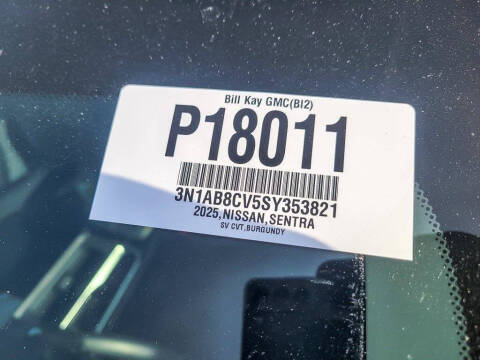 Bill Kay GMC(BI2)
P18011
3N1AB8CV5SY353821
2025,NISSAN,SENTRA
SV CVT,BURGUNDY